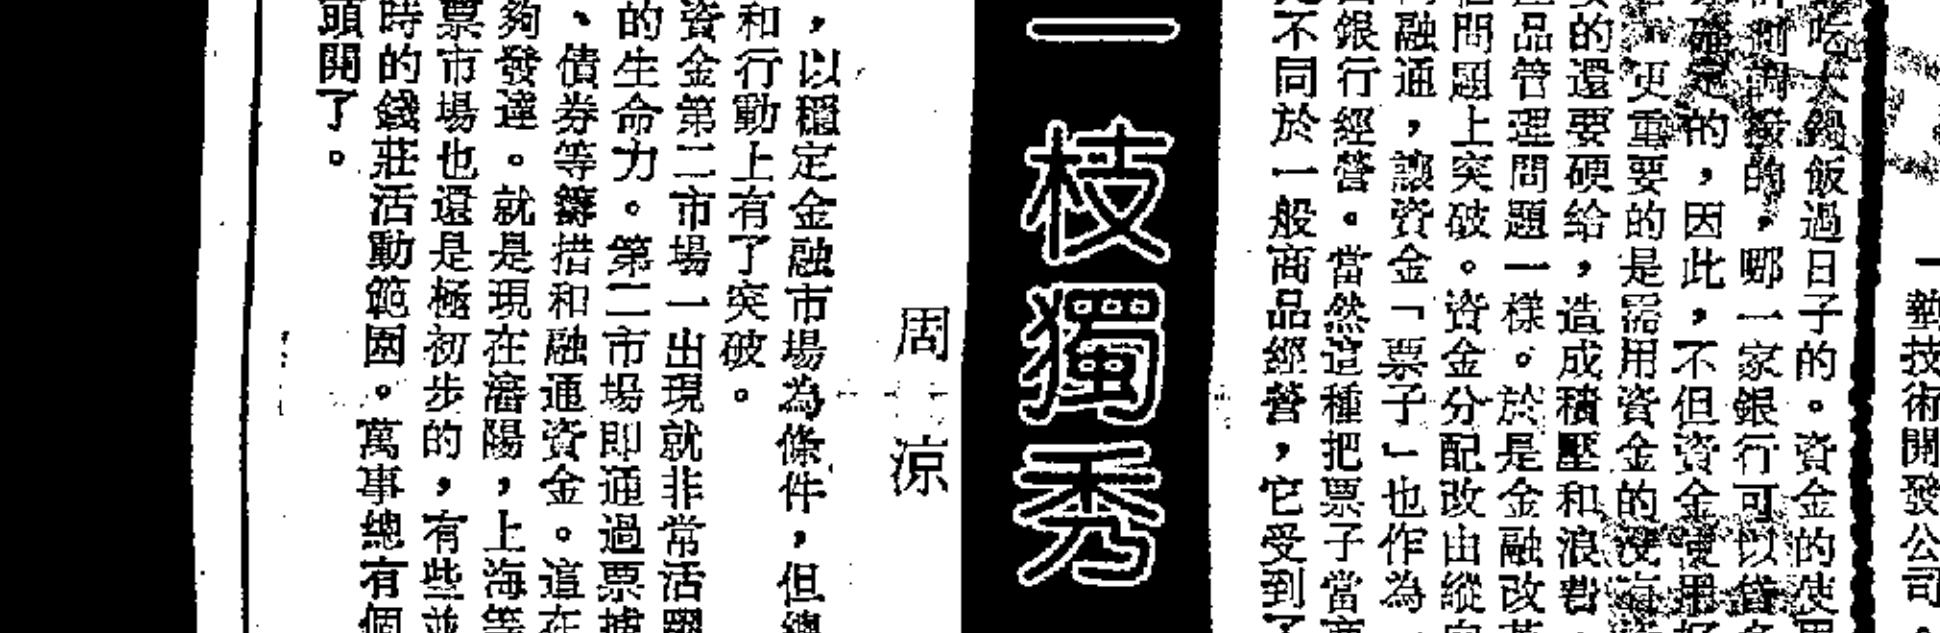 一墊技術開發公司
吃大鍋飯過日子的。資金的使
的，哪一家銀行可以
確定的，因此，不但資金使用
更重要的是需用資金的沒有
的還要硬給，造成積壓和浪費。
品管理問題一樣。於是金融改革
問題上突破。資金分配改由縱向
融通，讓資金「票子」也作為
銀行經營。當然這種把票子當商
不同於一般商品經營，它受到了
一枝獨秀
周涼
，以穩定金融市場為條件，但總
和行動上有了突破。
資金第二市場一出現就非常活躍
的生命力。第二市場即通過票據
、債券等籌措和融通資金。這在
夠發達。就是現在瀋陽，上海等
票市場也還是極初步的，有些並
時的錢莊活動範圍。萬事總有個
頭開了。